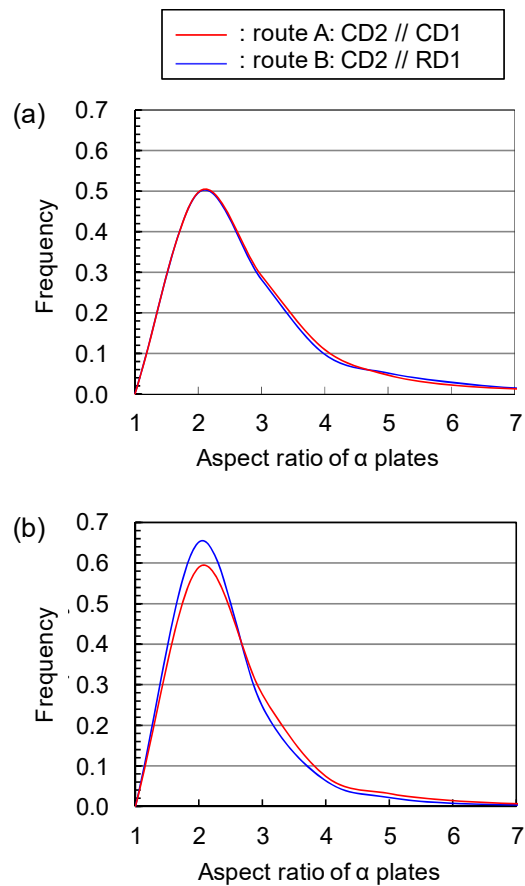 : route A: CD2 // CD1
: route B: CD2 // RD1
(a)
0.7
0.6
0.5
0.4
0.3
0.2
0.1
0.0
Frequency
1 2 3 4 5 6 7
Aspect ratio of α plates
(b)
0.7
0.6
0.5
0.4
0.3
0.2
0.1
0.0
Frequency
1 2 3 4 5 6 7
Aspect ratio of α plates